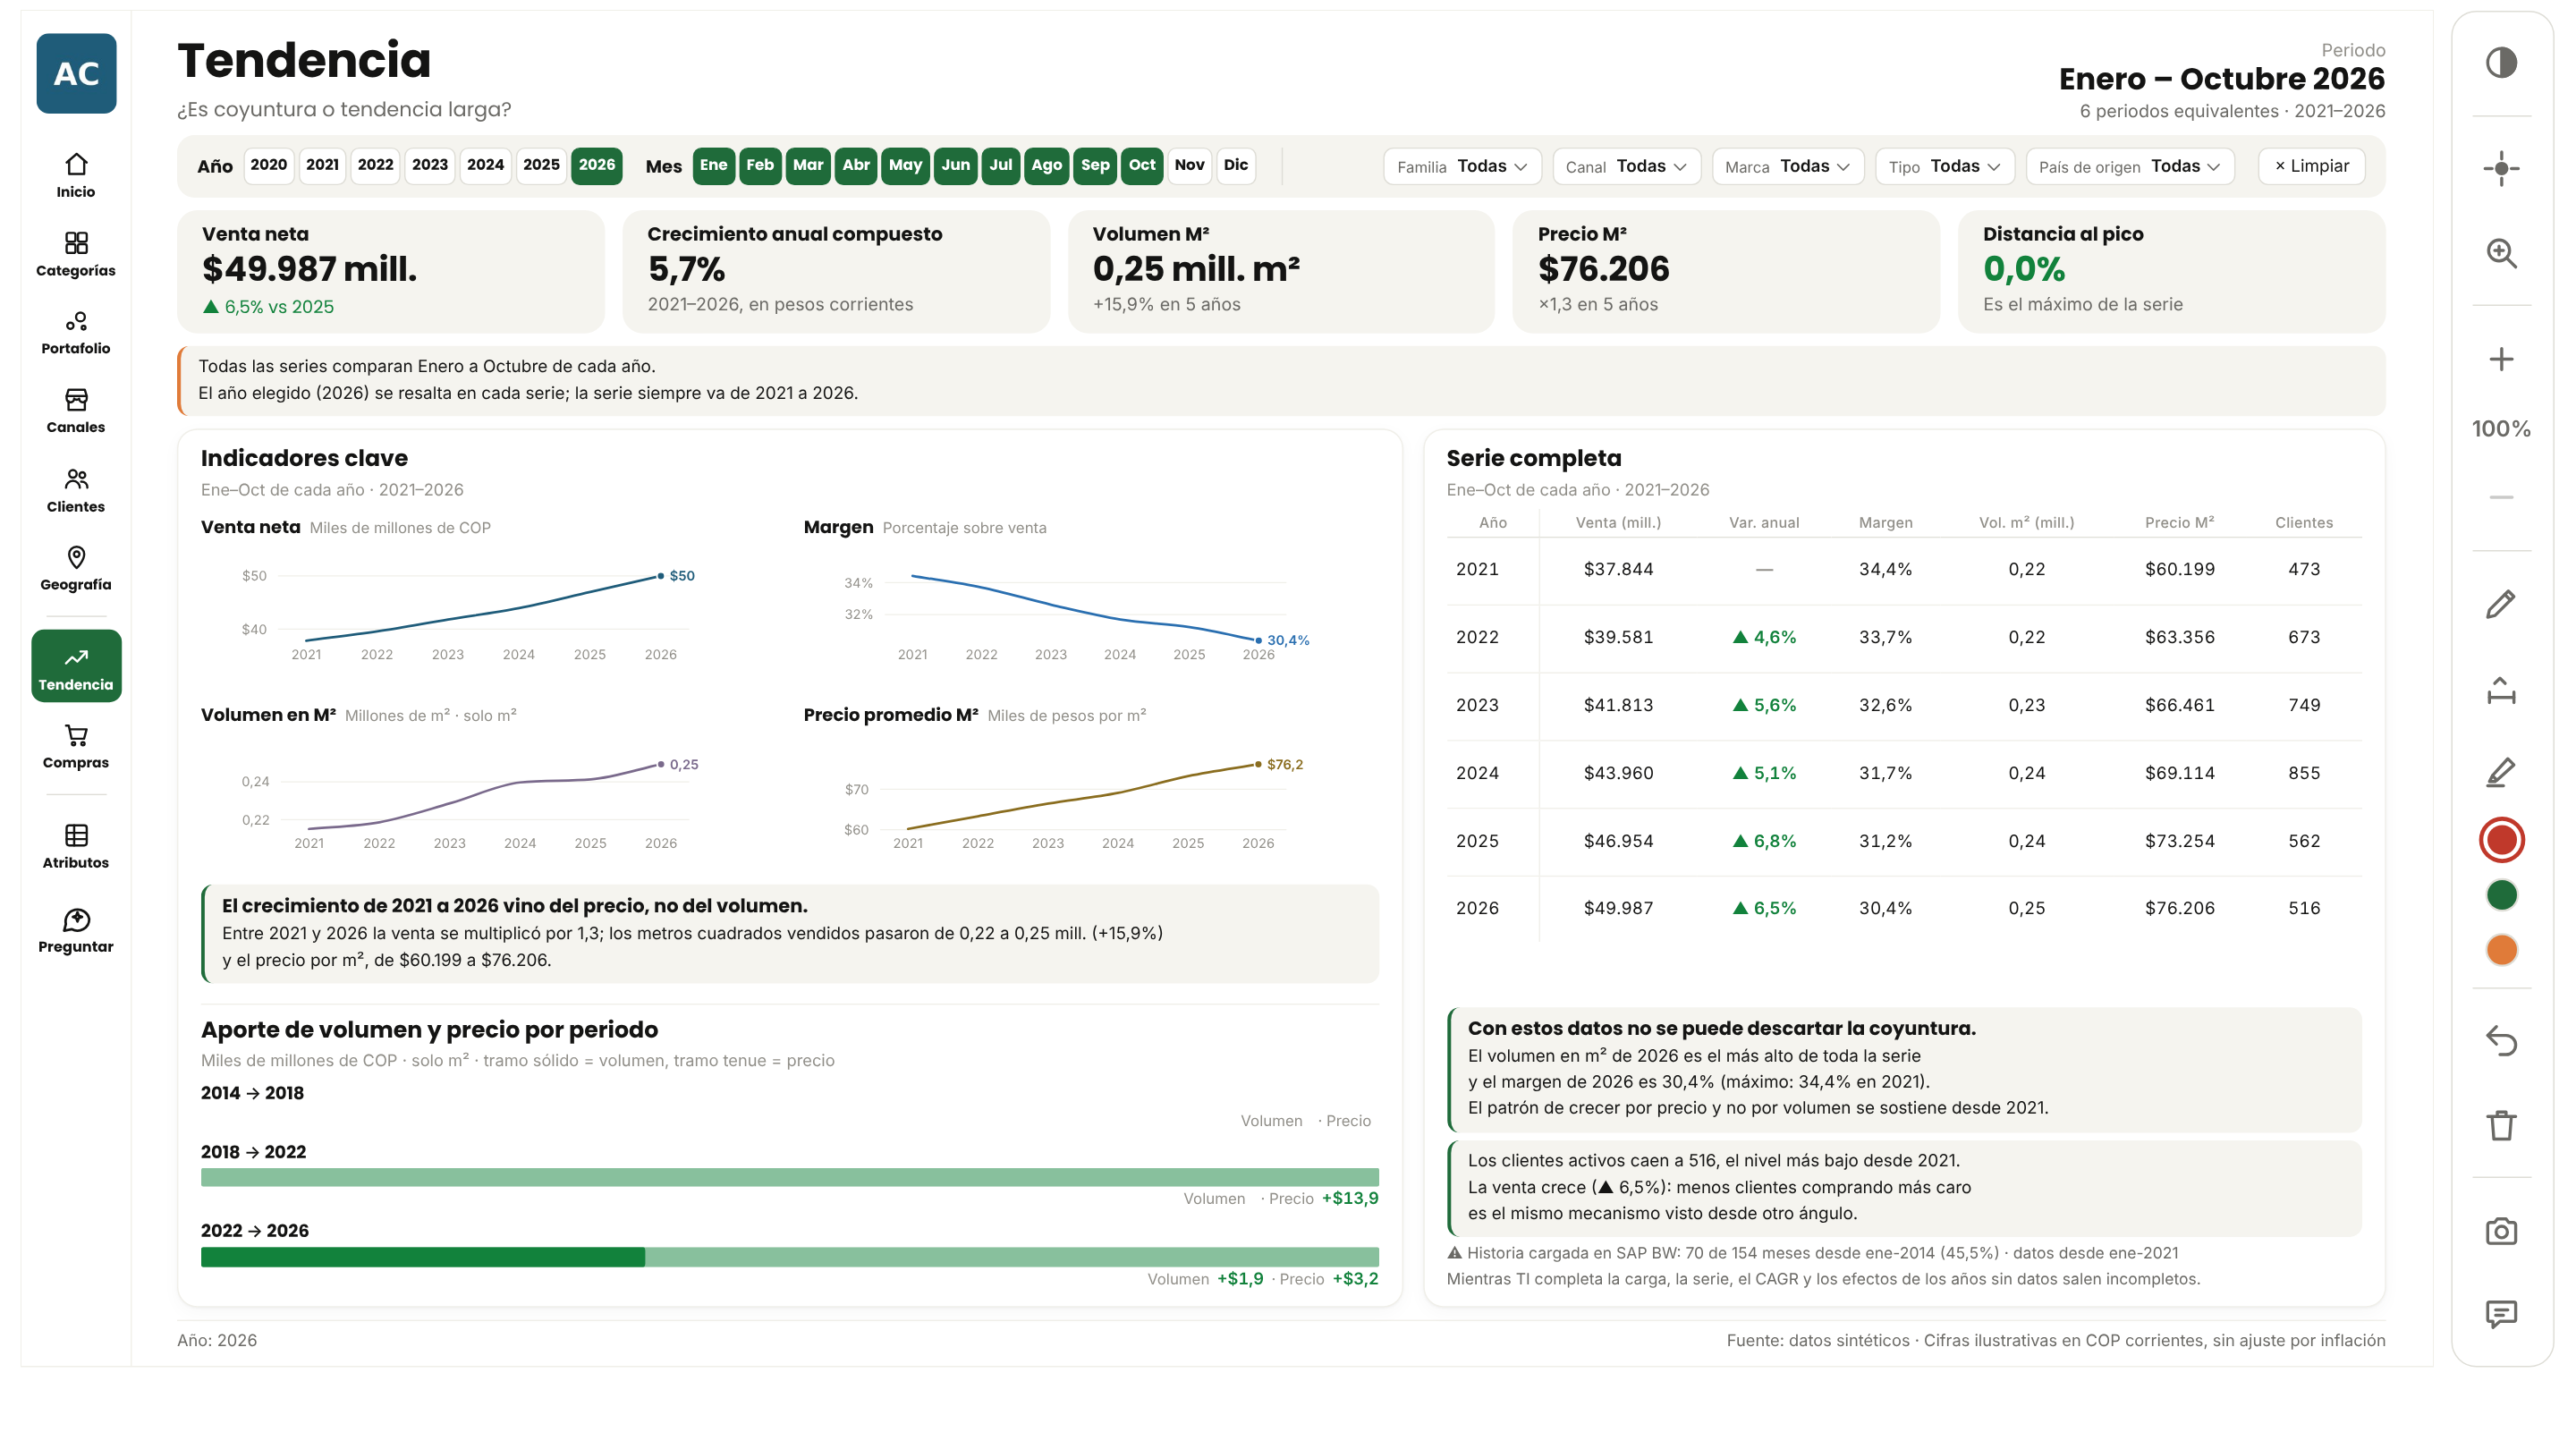 AC
Inicio
Categorías
Portafolio
Canales
Clientes
Geografía
Tendencia
Compras
Atributos
Preguntar
Tendencia
¿Es coyuntura o tendencia larga?
Periodo
Enero – Octubre 2026
6 periodos equivalentes · 2021–2026
Año 2020 2021 2022 2023 2024 2025 2026 Mes Ene Feb Mar Abr May Jun Jul Ago Sep Oct Nov Dic Familia Todas Canal Todas Marca Todas Tipo Todas País de origen Todas × Limpiar
Venta neta
$49.987 mill.
▲ 6,5% vs 2025
Crecimiento anual compuesto
5,7%
2021–2026, en pesos corrientes
Volumen M²
0,25 mill. m²
+15,9% en 5 años
Precio M²
$76.206
×1,3 en 5 años
Distancia al pico
0,0%
Es el máximo de la serie
Todas las series comparan Enero a Octubre de cada año.
El año elegido (2026) se resalta en cada serie; la serie siempre va de 2021 a 2026.
Indicadores clave
Ene–Oct de cada año · 2021–2026
Venta neta Miles de millones de COP
$50
$40
$50
2021 2022 2023 2024 2025 2026
Margen Porcentaje sobre venta
34%
32%
30,4%
2021 2022 2023 2024 2025 2026
Volumen en M² Millones de m² · solo m²
0,24
0,22
0,25
2021 2022 2023 2024 2025 2026
Precio promedio M² Miles de pesos por m²
$70
$60
$76,2
2021 2022 2023 2024 2025 2026
El crecimiento de 2021 a 2026 vino del precio, no del volumen.
Entre 2021 y 2026 la venta se multiplicó por 1,3; los metros cuadrados vendidos pasaron de 0,22 a 0,25 mill. (+15,9%)
y el precio por m², de $60.199 a $76.206.
Aporte de volumen y precio por periodo
Miles de millones de COP · solo m² · tramo sólido = volumen, tramo tenue = precio
2014 → 2018
Volumen · Precio
2018 → 2022
Volumen · Precio +$13,9
2022 → 2026
Volumen +$1,9 · Precio +$3,2
Serie completa
Ene–Oct de cada año · 2021–2026
Año Venta (mill.) Var. anual Margen Vol. m² (mill.) Precio M² Clientes
2021 $37.844 — 34,4% 0,22 $60.199 473
2022 $39.581 ▲ 4,6% 33,7% 0,22 $63.356 673
2023 $41.813 ▲ 5,6% 32,6% 0,23 $66.461 749
2024 $43.960 ▲ 5,1% 31,7% 0,24 $69.114 855
2025 $46.954 ▲ 6,8% 31,2% 0,24 $73.254 562
2026 $49.987 ▲ 6,5% 30,4% 0,25 $76.206 516
Con estos datos no se puede descartar la coyuntura.
El volumen en m² de 2026 es el más alto de toda la serie
y el margen de 2026 es 30,4% (máximo: 34,4% en 2021).
El patrón de crecer por precio y no por volumen se sostiene desde 2021.
Los clientes activos caen a 516, el nivel más bajo desde 2021.
La venta crece (▲ 6,5%): menos clientes comprando más caro
es el mismo mecanismo visto desde otro ángulo.
⚠ Historia cargada en SAP BW: 70 de 154 meses desde ene-2014 (45,5%) · datos desde ene-2021
Mientras TI completa la carga, la serie, el CAGR y los efectos de los años sin datos salen incompletos.
Año: 2026
Fuente: datos sintéticos · Cifras ilustrativas en COP corrientes, sin ajuste por inflación
100%